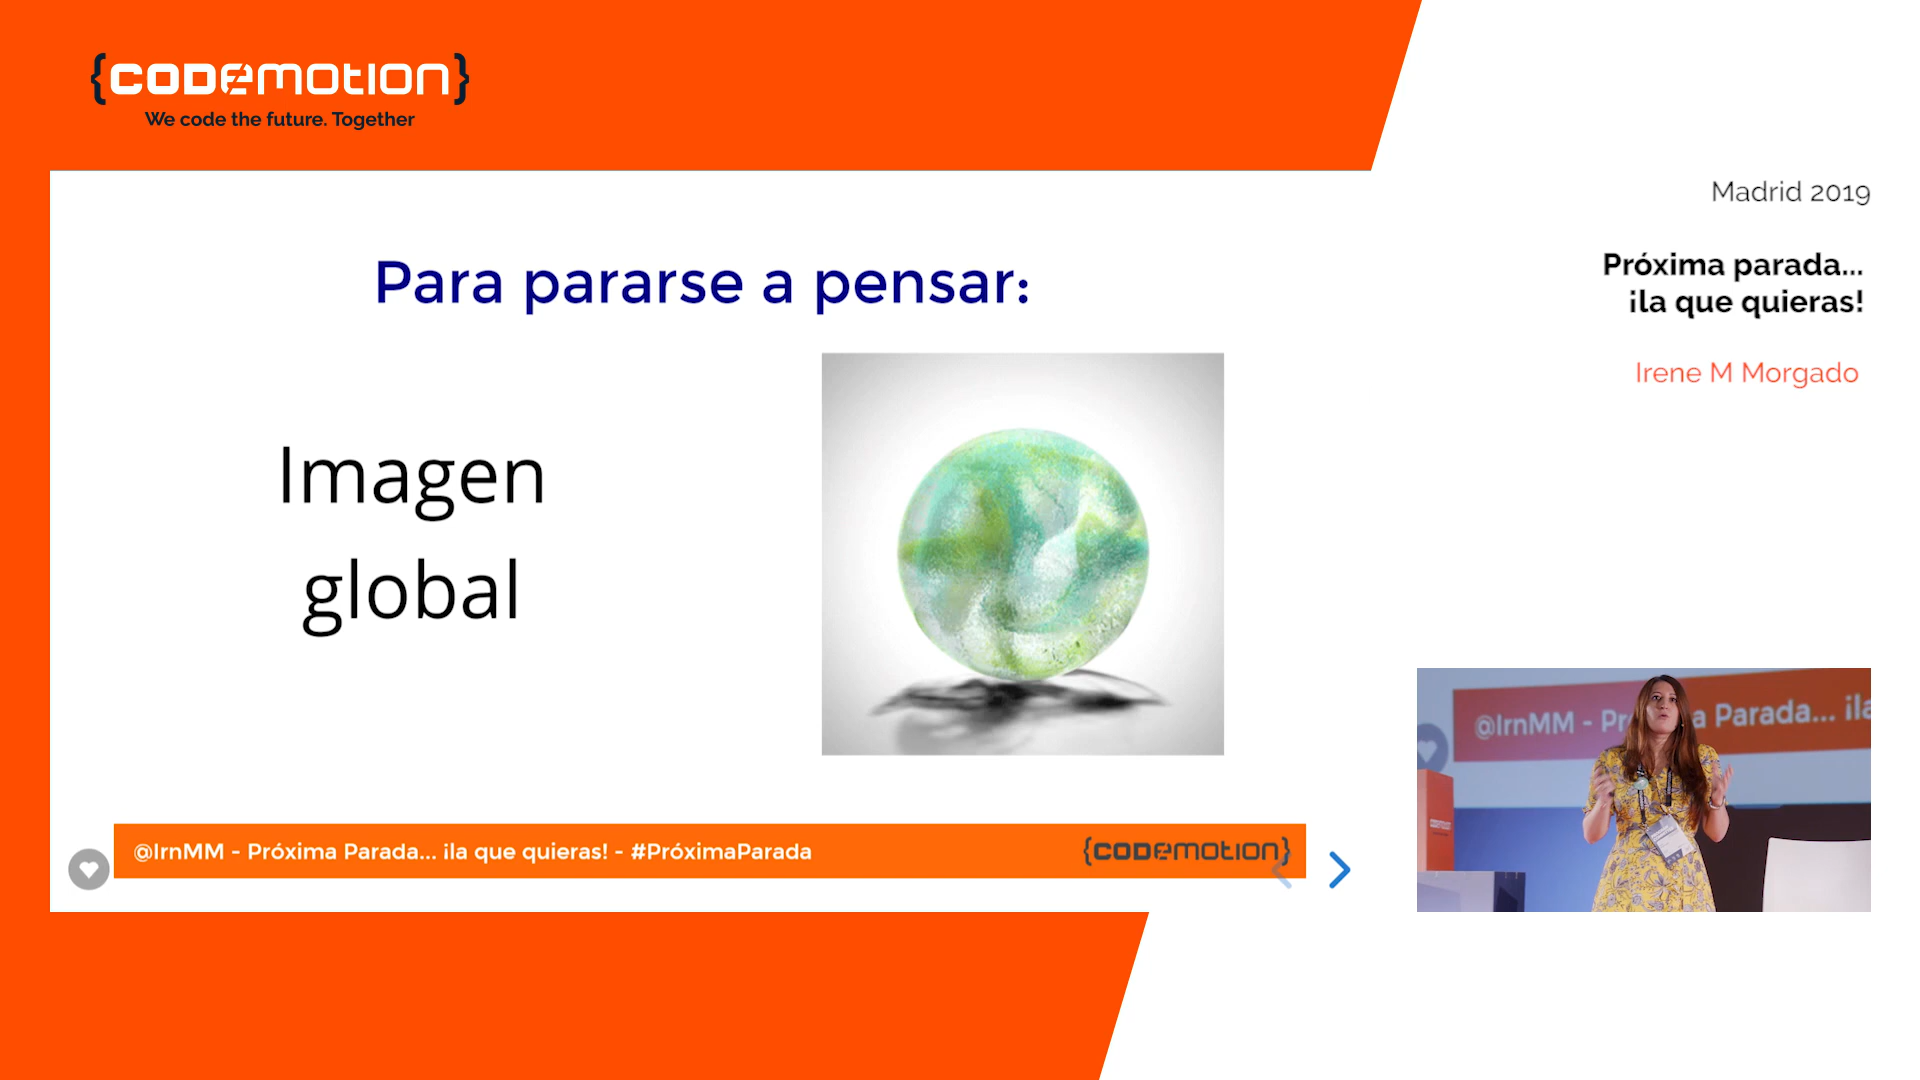 {codemotion}
We code the future. Together
Madrid 2019
Próxima parada...
¡la que quieras!
Irene M Morgado
Para pararse a pensar:
Imagen
global
@IrnMM - Próxima Parada... ¡la que quieras! - #PróximaParada
{codemotion}
@IrnMM - Pr a Parada... ¡la